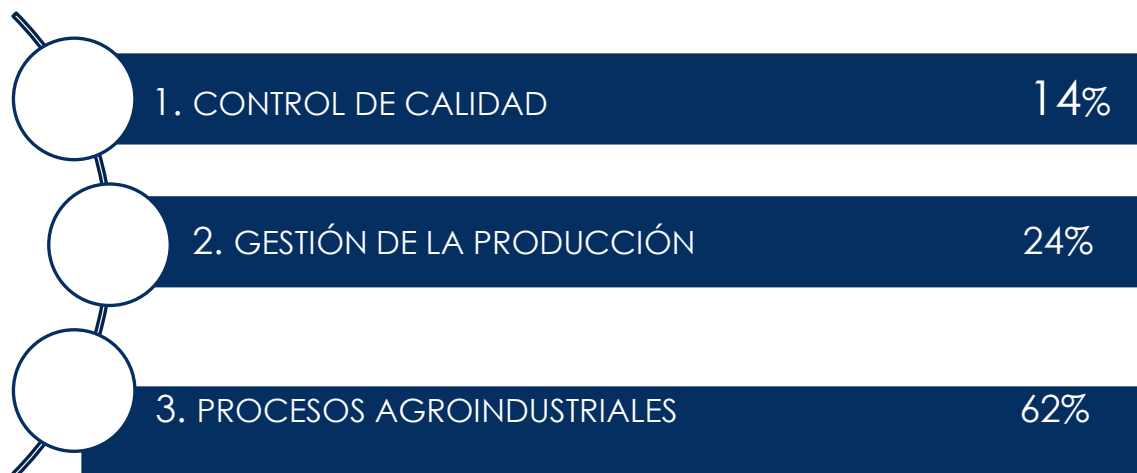 1. CONTROL DE CALIDAD 14%
2. GESTIÓN DE LA PRODUCCIÓN 24%
3. PROCESOS AGROINDUSTRIALES 62%